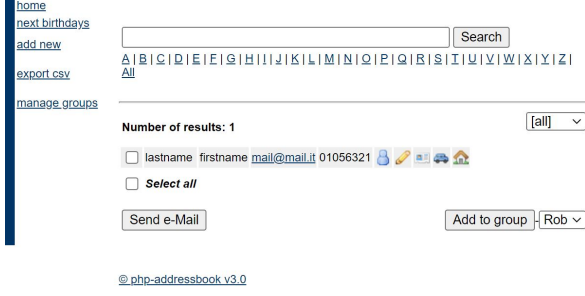 home
next birthdays
add new
export csv
manage groups
Search
A | B | C | D | E | F | G | H | I | J | K | L | M | N | O | P | Q | R | S | T | U | V | W | X | Y | Z |
All
[all]
Number of results: 1
lastname firstname mail@mail.it 01056321
Select all
Send e-Mail Add to group - Rob
© php-addressbook v3.0